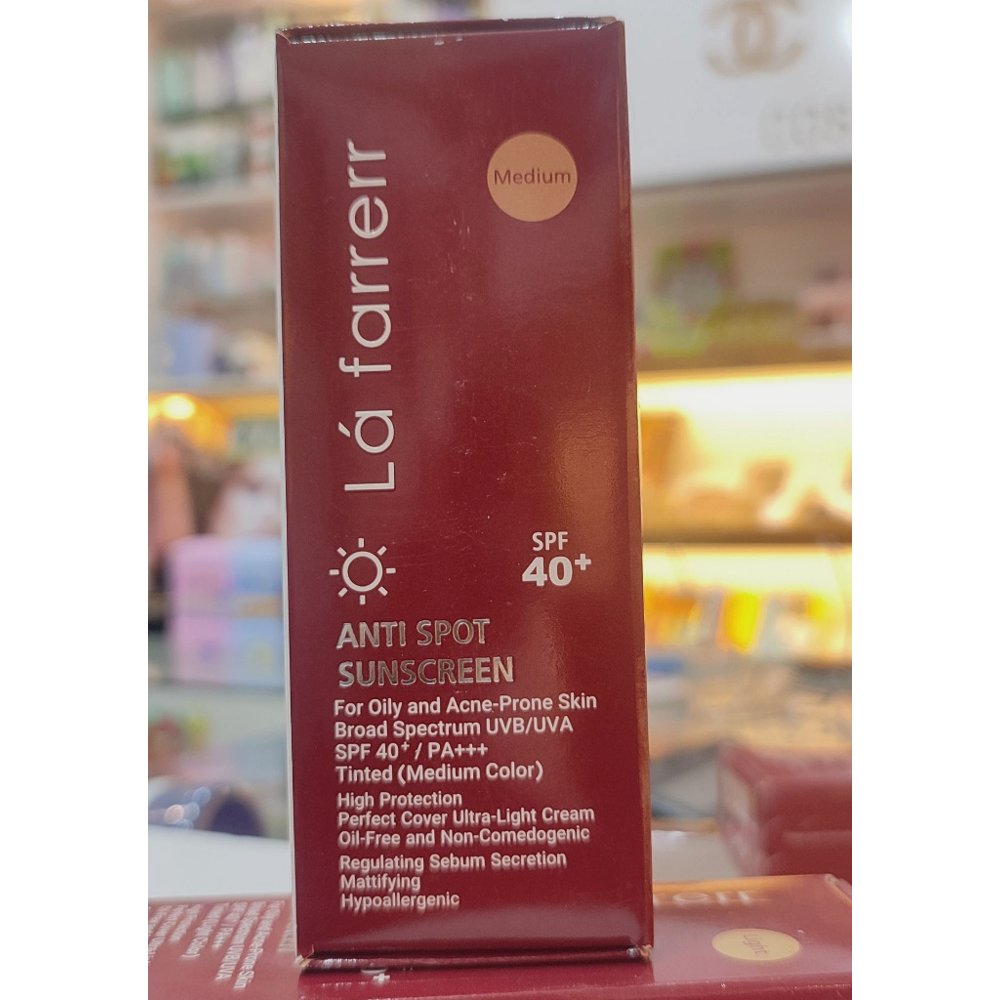 Medium
Lá farrerr
SPF
40+
ANTI SPOT
SUNSCREEN
For Oily and Acne-Prone Skin
Broad Spectrum UVB/UVA
SPF 40+ / PA+++
Tinted (Medium Color)
High Protection
Perfect Cover Ultra-Light Cream
Oil-Free and Non-Comedogenic
Regulating Sebum Secretion
Mattifying
Hypoallergenic
Light